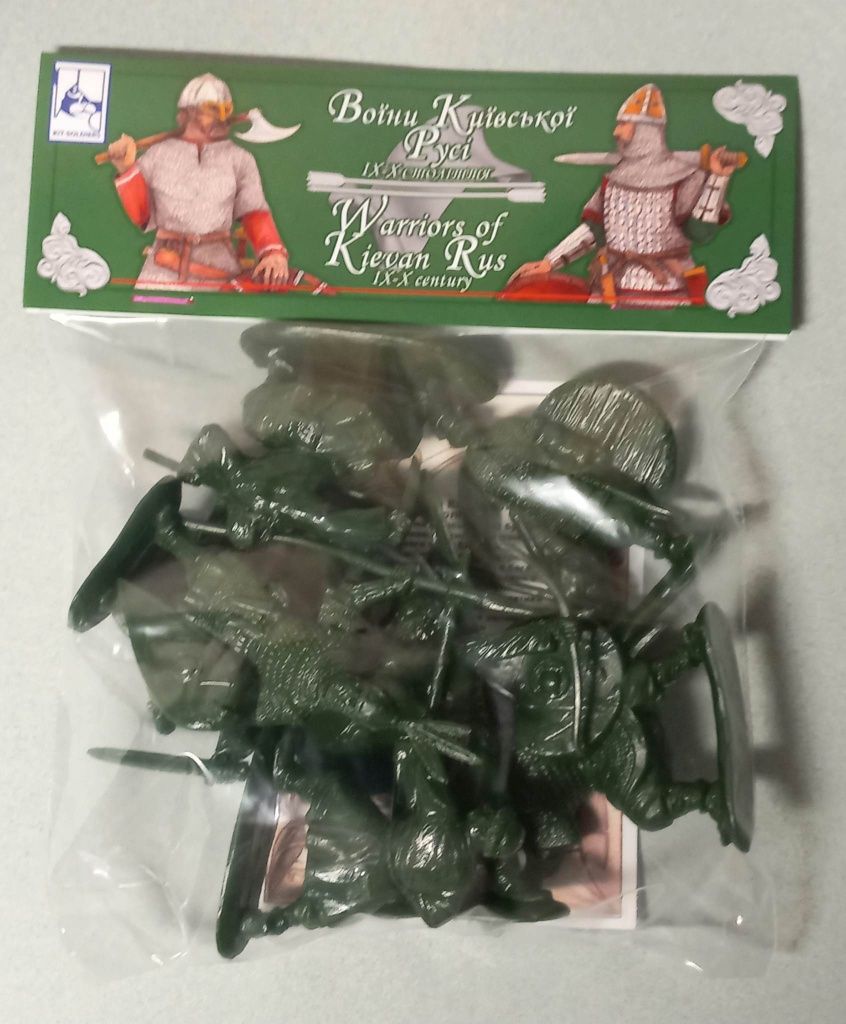 Воїни Київської
Русі
IX-X століття
Warriors of
Kievan Rus
IX-X century